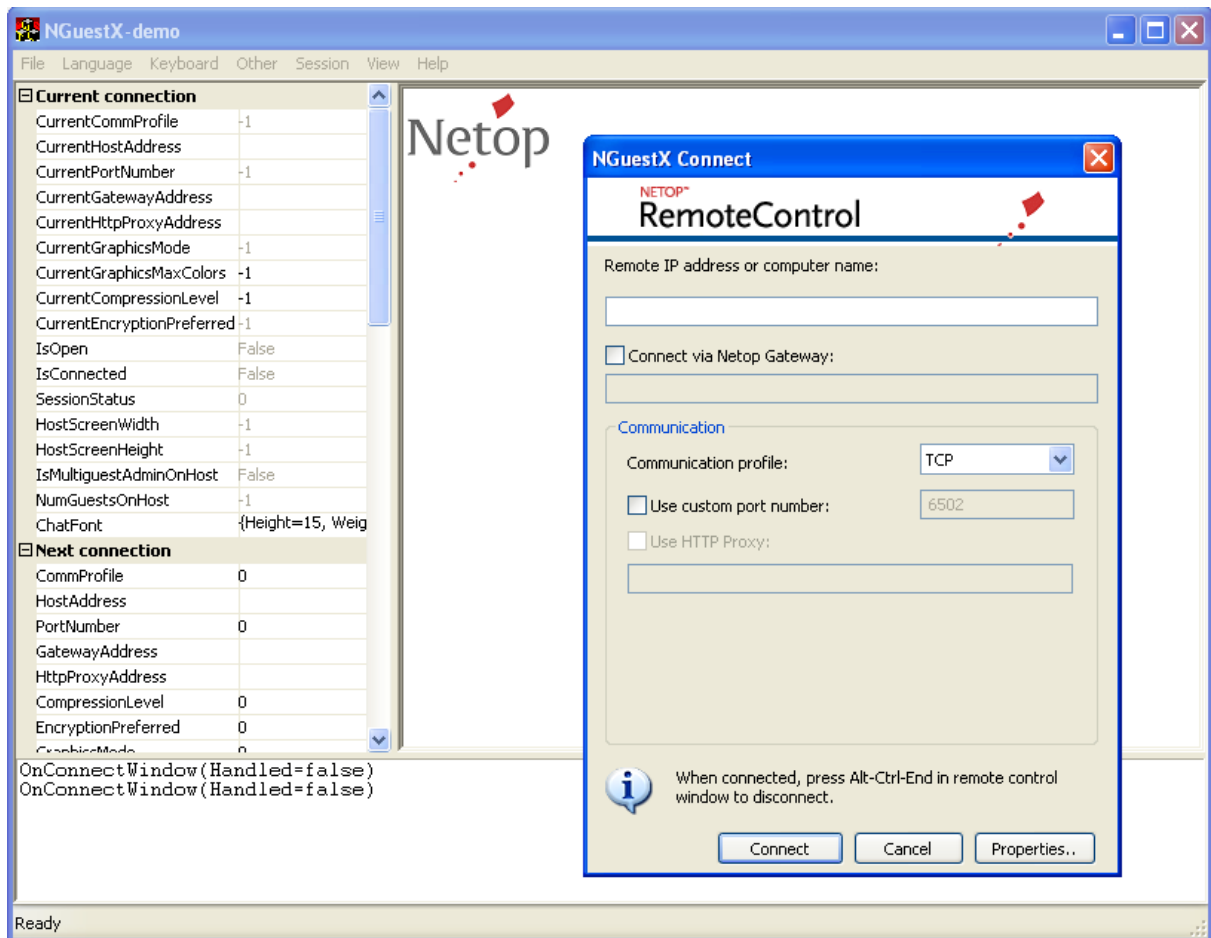 NGuestX-demo
File Language Keyboard Other Session View Help
Current connection
CurrentCommProfile -1
CurrentHostAddress
CurrentPortNumber -1
CurrentGatewayAddress
CurrentHttpProxyAddress
CurrentGraphicsMode -1
CurrentGraphicsMaxColors -1
CurrentCompressionLevel -1
CurrentEncryptionPreferred -1
IsOpen False
IsConnected False
SessionStatus 0
HostScreenWidth -1
HostScreenHeight -1
IsMultiguestAdminOnHost False
NumGuestsOnHost -1
ChatFont {Height=15, Weig
Next connection
CommProfile 0
HostAddress
PortNumber 0
GatewayAddress
HttpProxyAddress
CompressionLevel 0
EncryptionPreferred 0
GraphicsMode 0
Netop
NGuestX Connect
NETOP™
RemoteControl
Remote IP address or computer name:
Connect via Netop Gateway:
Communication
Communication profile: TCP
Use custom port number: 6502
Use HTTP Proxy:
When connected, press Alt-Ctrl-End in remote control
window to disconnect.
Connect Cancel Properties..
OnConnectWindow(Handled=false)
OnConnectWindow(Handled=false)
Ready